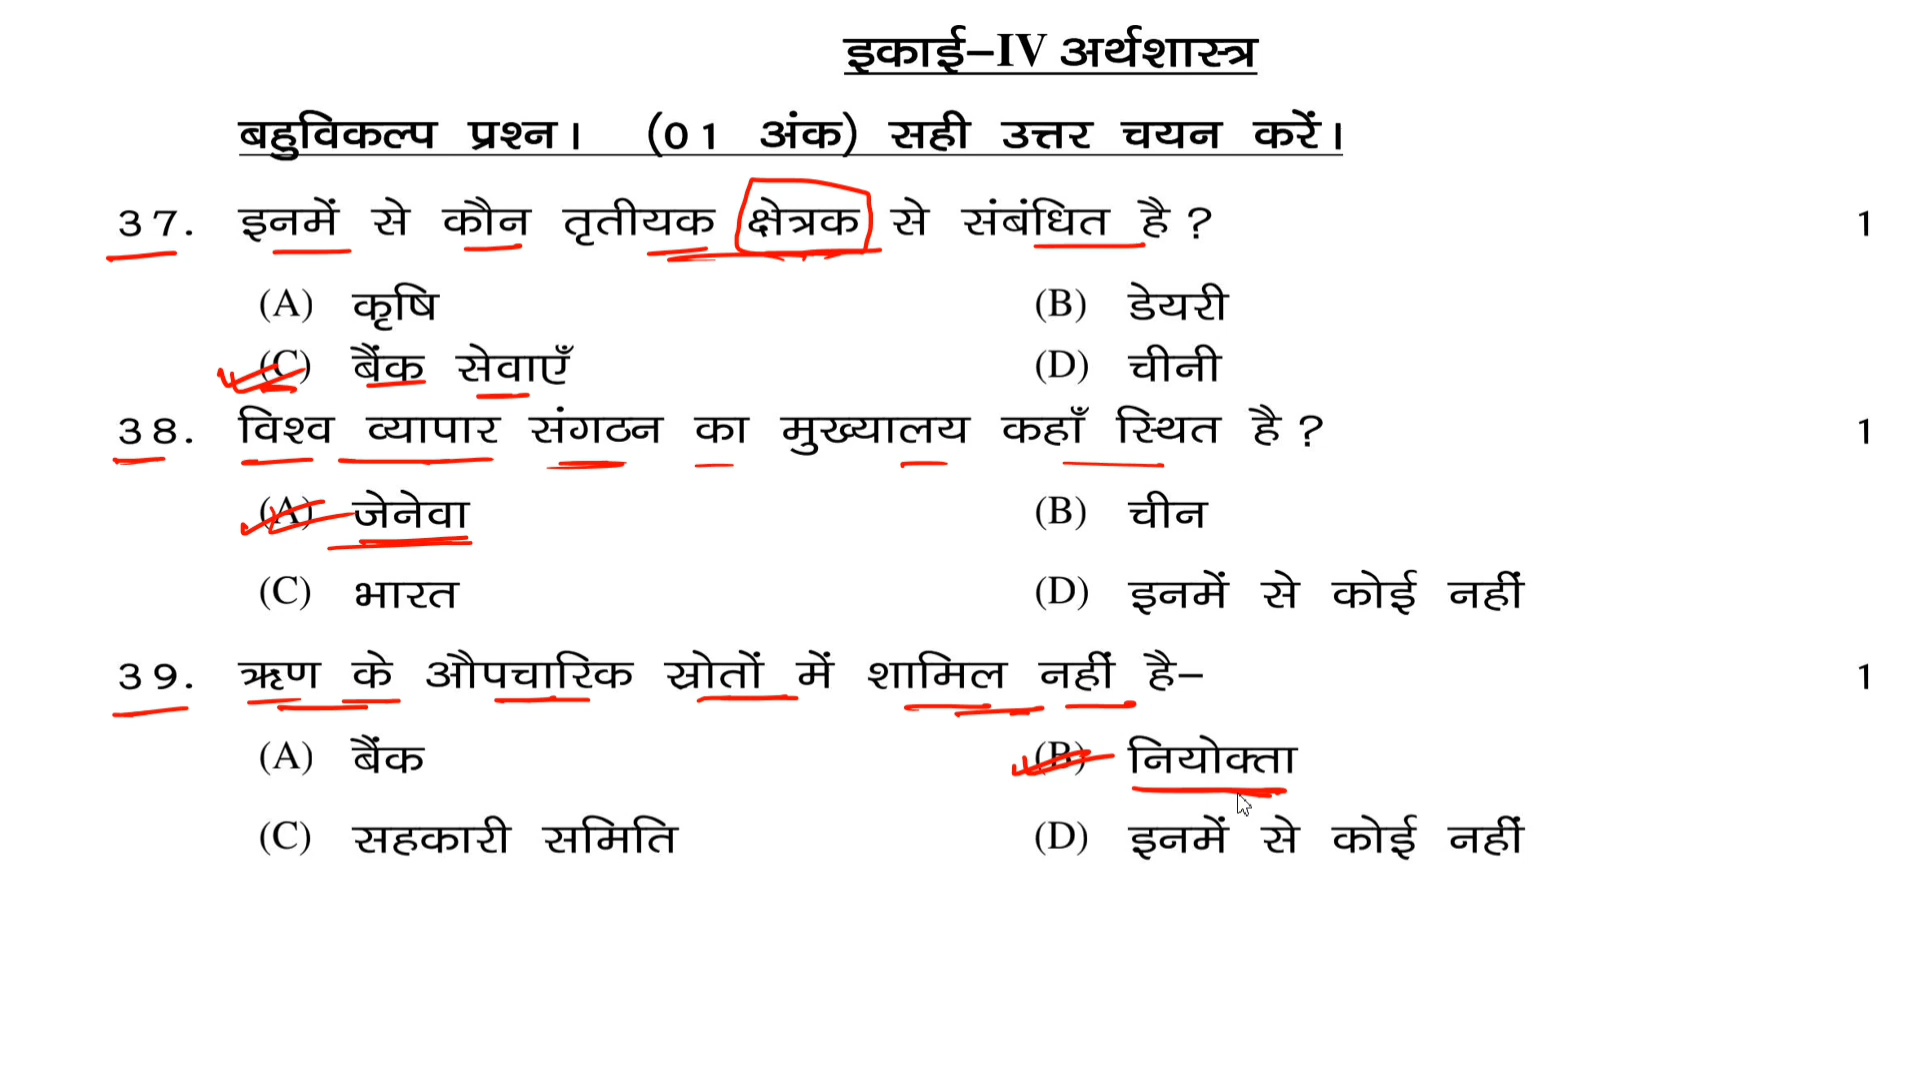 इकाई–IV अर्थशास्त्र
बहुविकल्प प्रश्न। (01 अंक) सही उत्तर चयन करें।
37. इनमें से कौन तृतीयक क्षेत्रक से संबंधित है? 1
(A) कृषि (B) डेयरी
(C) बैंक सेवाएँ (D) चीनी
38. विश्व व्यापार संगठन का मुख्यालय कहाँ स्थित है? 1
(A) जेनेवा (B) चीन
(C) भारत (D) इनमें से कोई नहीं
39. ऋण के औपचारिक स्रोतों में शामिल नहीं है– 1
(A) बैंक (B) नियोक्ता
(C) सहकारी समिति (D) इनमें से कोई नहीं